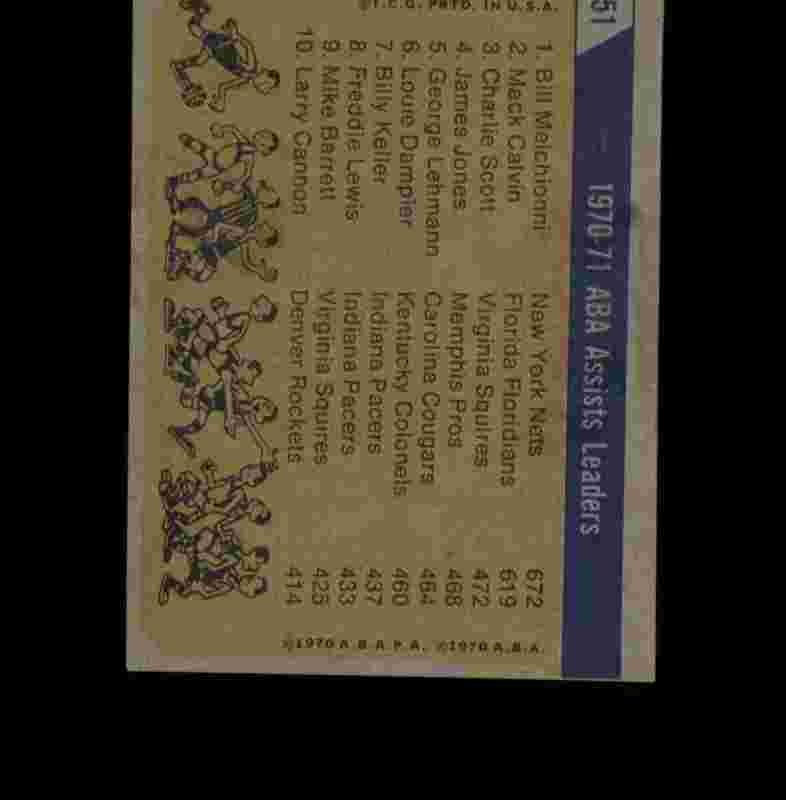 51
1970-71 ABA Assists Leaders
1. Bill Melchionni New York Nets 672
2. Mack Calvin Florida Floridians 619
3. Charlie Scott Virginia Squires 472
4. James Jones Memphis Pros 468
5. George Lehmann Carolina Cougars 464
6. Louie Dampier Kentucky Colonels 460
7. Billy Keller Indiana Pacers 437
8. Freddie Lewis Indiana Pacers 433
9. Mike Barrett Virginia Squires 426
10. Larry Cannon Denver Rockets 414
©T.C.G. PRTD. IN U.S.A.
©1970 A.B.A.P.A. ©1970 A.B.A.